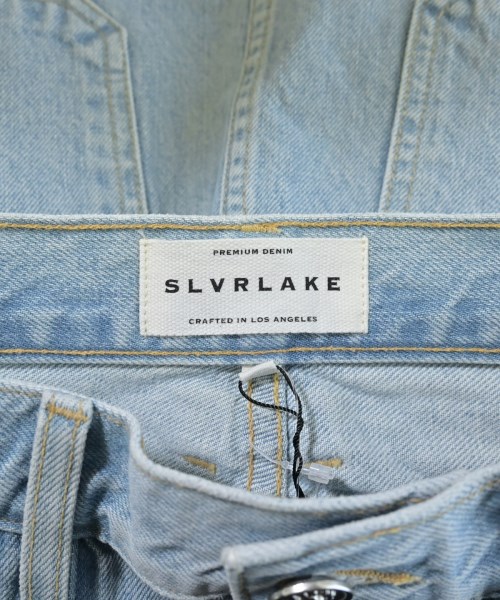 PREMIUM DENIM
SLVRLAKE
CRAFTED IN LOS ANGELES